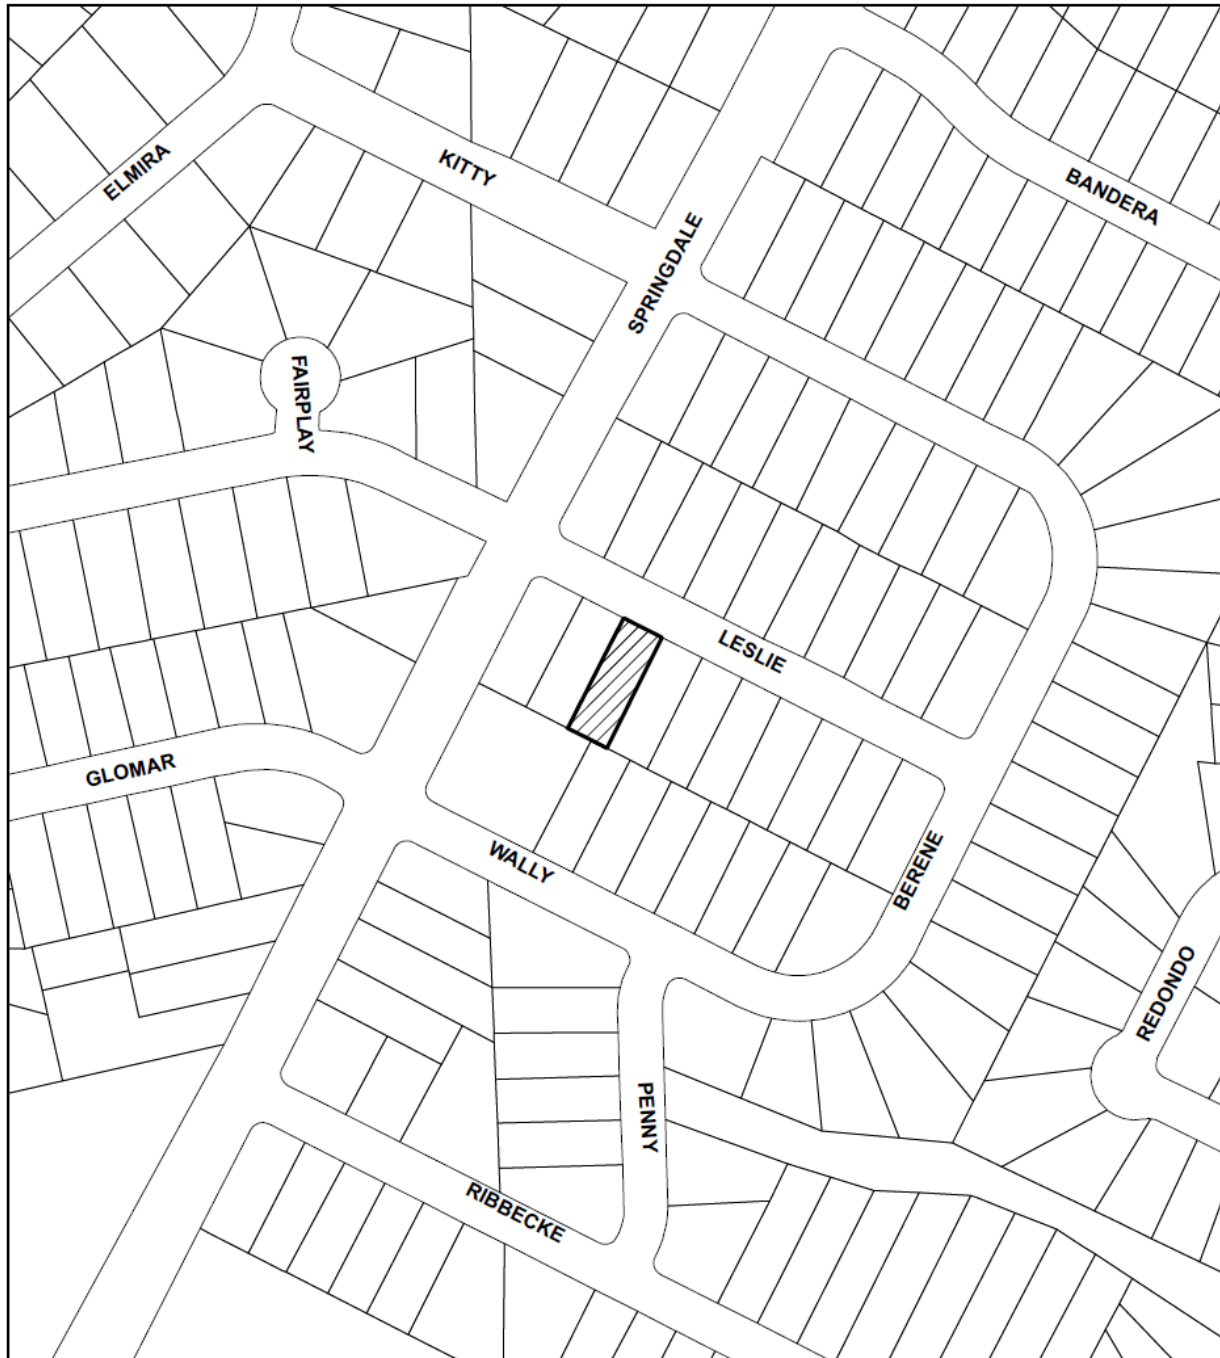 ELMIRA
KITTY
BANDERA
SPRINGDALE
FAIRPLAY
LESLIE
GLOMAR
WALLY
BERENE
REDONDO
PENNY
RIBBECKE